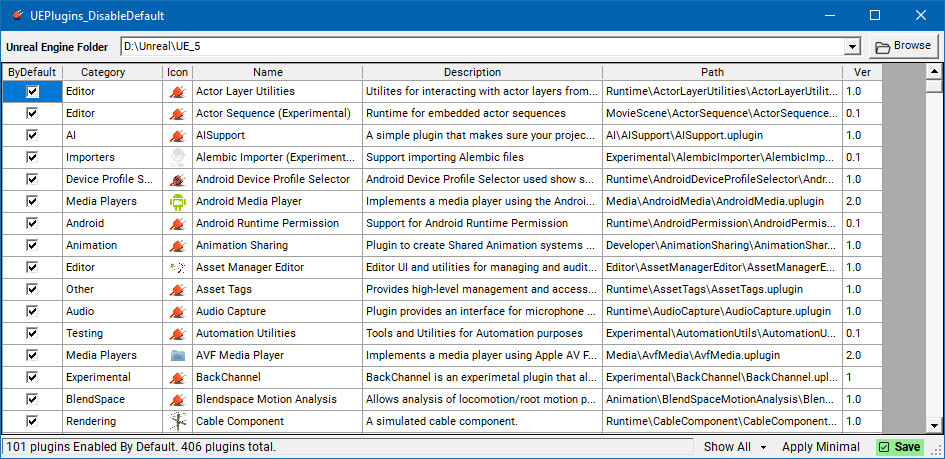 UEPlugins_DisableDefault
Unreal Engine Folder D:\Unreal\UE_5 Browse
ByDefault Category Icon Name Description Path Ver
Editor Actor Layer Utilities Utilites for interacting with actor layers from... Runtime\ActorLayerUtilities\ActorLayerUtilit... 1.0
Editor Actor Sequence (Experimental) Runtime for embedded actor sequences MovieScene\ActorSequence\ActorSequence... 0.1
AI AISupport A simple plugin that makes sure your projec... AI\AISupport\AISupport.uplugin 1.0
Importers Alembic Importer (Experiment... Support importing Alembic files Experimental\AlembicImporter\AlembicImp... 0.1
Device Profile S... Android Device Profile Selector Android Device Profile Selector used show s... Runtime\AndroidDeviceProfileSelector\Andr... 1.0
Media Players Android Media Player Implements a media player using the Androi... Media\AndroidMedia\AndroidMedia.uplugin 2.0
Android Android Runtime Permission Support for Android Runtime Permission Runtime\AndroidPermission\AndroidPermis... 0.1
Animation Animation Sharing Plugin to create Shared Animation systems ... Developer\AnimationSharing\AnimationShar... 1.0
Editor Asset Manager Editor Editor UI and utilities for managing and audit... Editor\AssetManagerEditor\AssetManagerE... 1.0
Other Asset Tags Provides high-level management and access... Runtime\AssetTags\AssetTags.uplugin 1.0
Audio Audio Capture Plugin provides an interface for microphone ... Runtime\AudioCapture\AudioCapture.uplugin 1.0
Testing Automation Utilities Tools and Utilities for Automation purposes Experimental\AutomationUtils\AutomationU... 0.1
Media Players AVF Media Player Implements a media player using Apple AV F... Media\AvfMedia\AvfMedia.uplugin 2.0
Experimental BackChannel BackChannel is an experimetal plugin that al... Experimental\BackChannel\BackChannel.upl... 1
BlendSpace Blendspace Motion Analysis Allows analysis of locomotion/root motion p... Animation\BlendSpaceMotionAnalysis\Blen... 1.0
Rendering Cable Component A simulated cable component. Runtime\CableComponent\CableComponent... 1.0
101 plugins Enabled By Default. 406 plugins total. Show All Apply Minimal Save